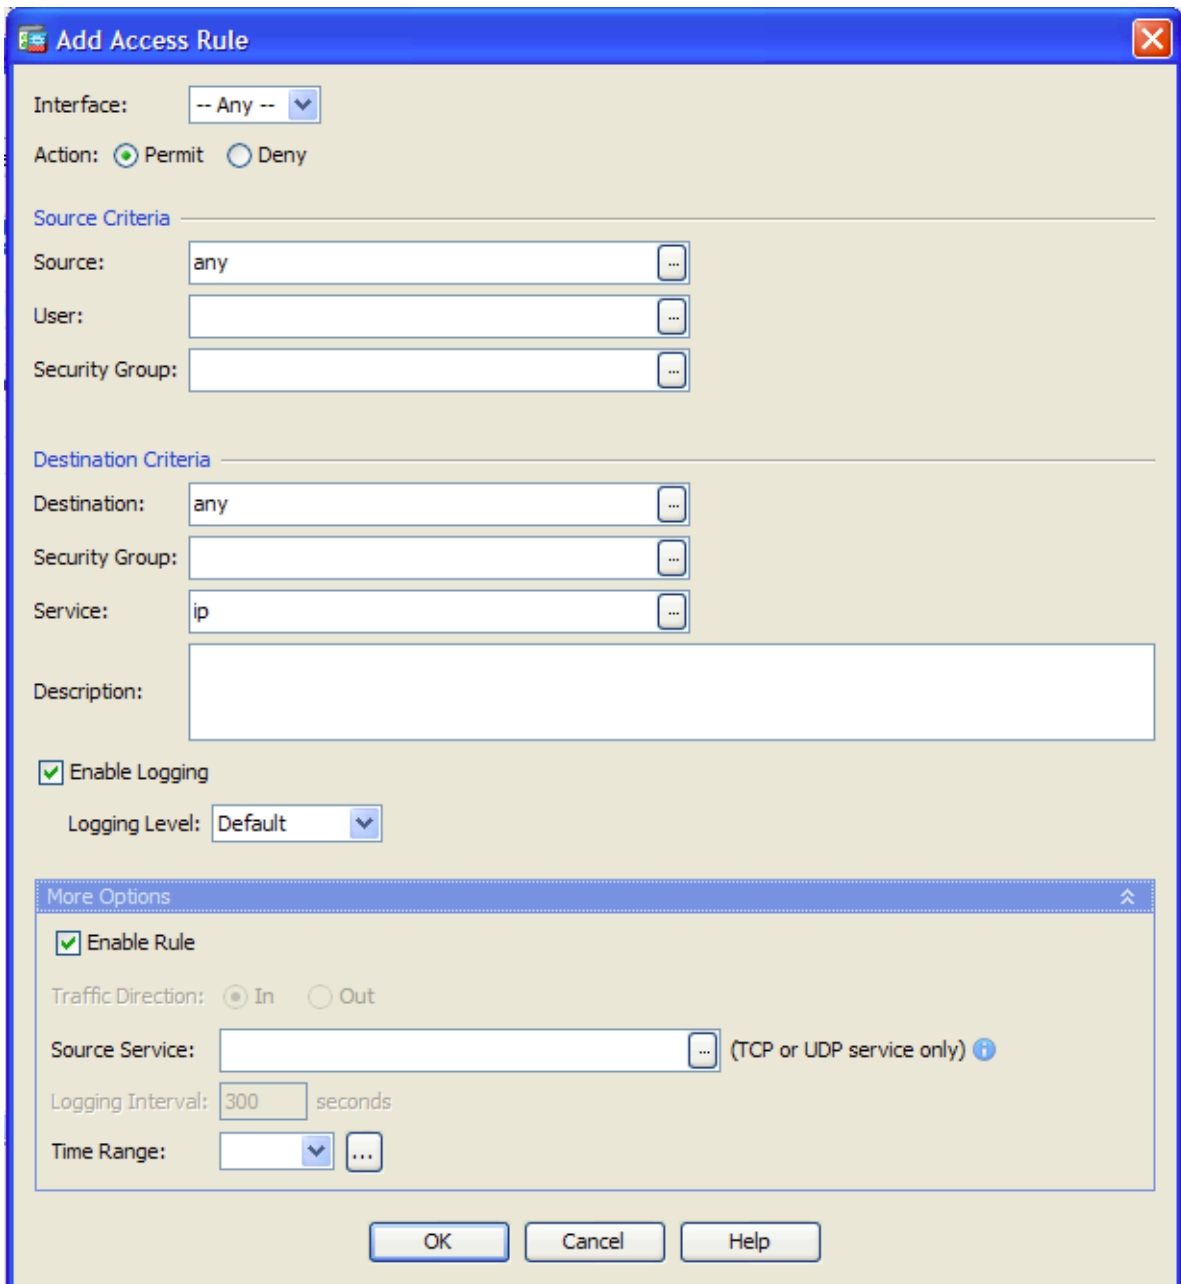 Add Access Rule
Interface: -- Any --
Action: Permit Deny
Source Criteria
Source: any ...
User: ...
Security Group: ...
Destination Criteria
Destination: any ...
Security Group: ...
Service: ip ...
Description:
Enable Logging
Logging Level: Default
More Options
Enable Rule
Traffic Direction: In Out
Source Service: ... (TCP or UDP service only) i
Logging Interval: 300 seconds
Time Range: ...
OK Cancel Help